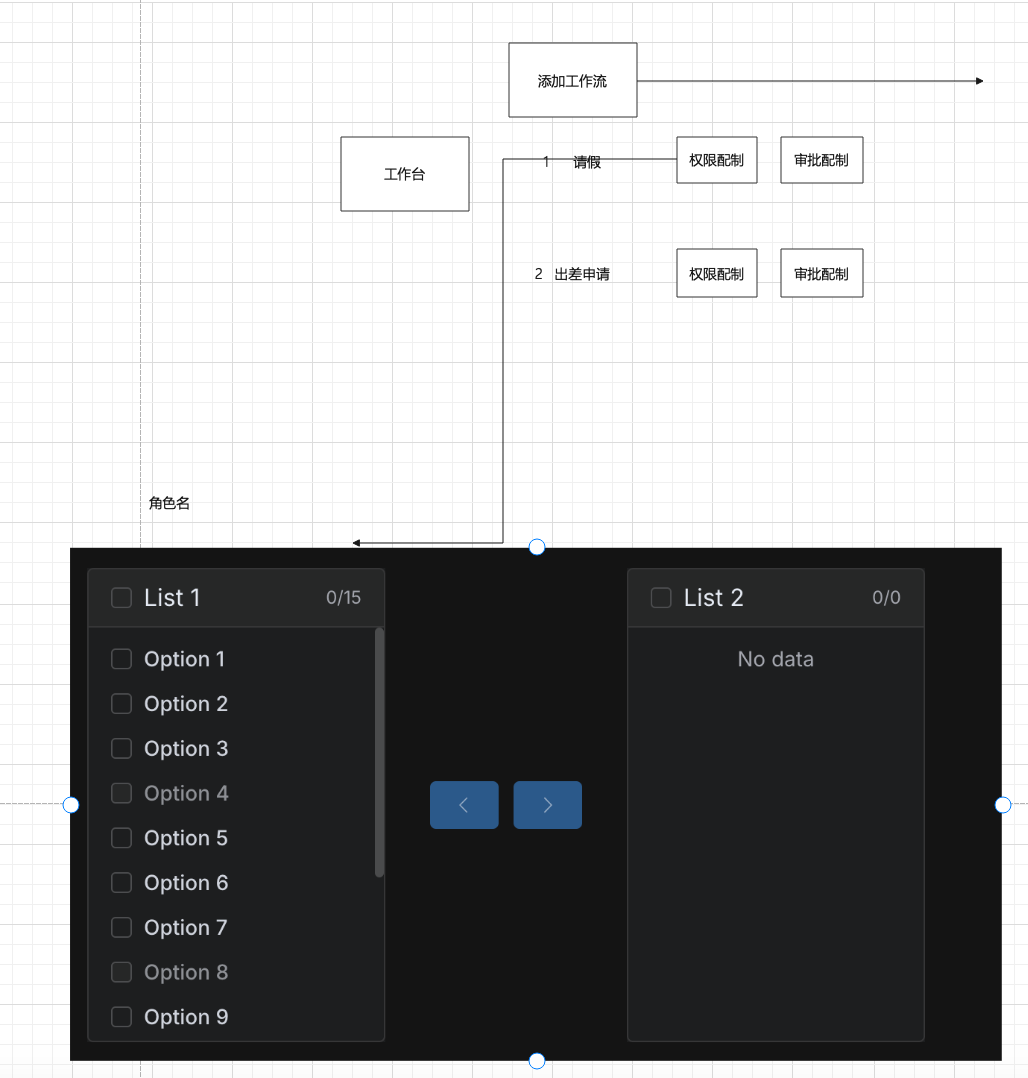 添加工作流
工作台
1 请假
权限配制
审批配制
2 出差申请
权限配制
审批配制
角色名
List 1
0/15
Option 1
Option 2
Option 3
Option 4
Option 5
Option 6
Option 7
Option 8
Option 9
List 2
0/0
No data